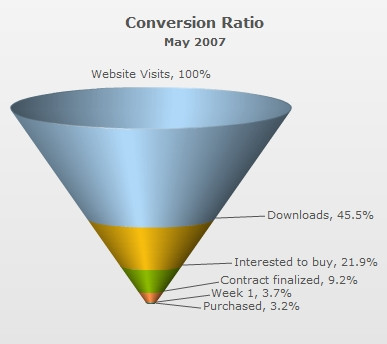 Conversion Ratio
May 2007
Website Visits, 100%
Downloads, 45.5%
Interested to buy, 21.9%
Contract finalized, 9.2%
Week 1, 3.7%
Purchased, 3.2%